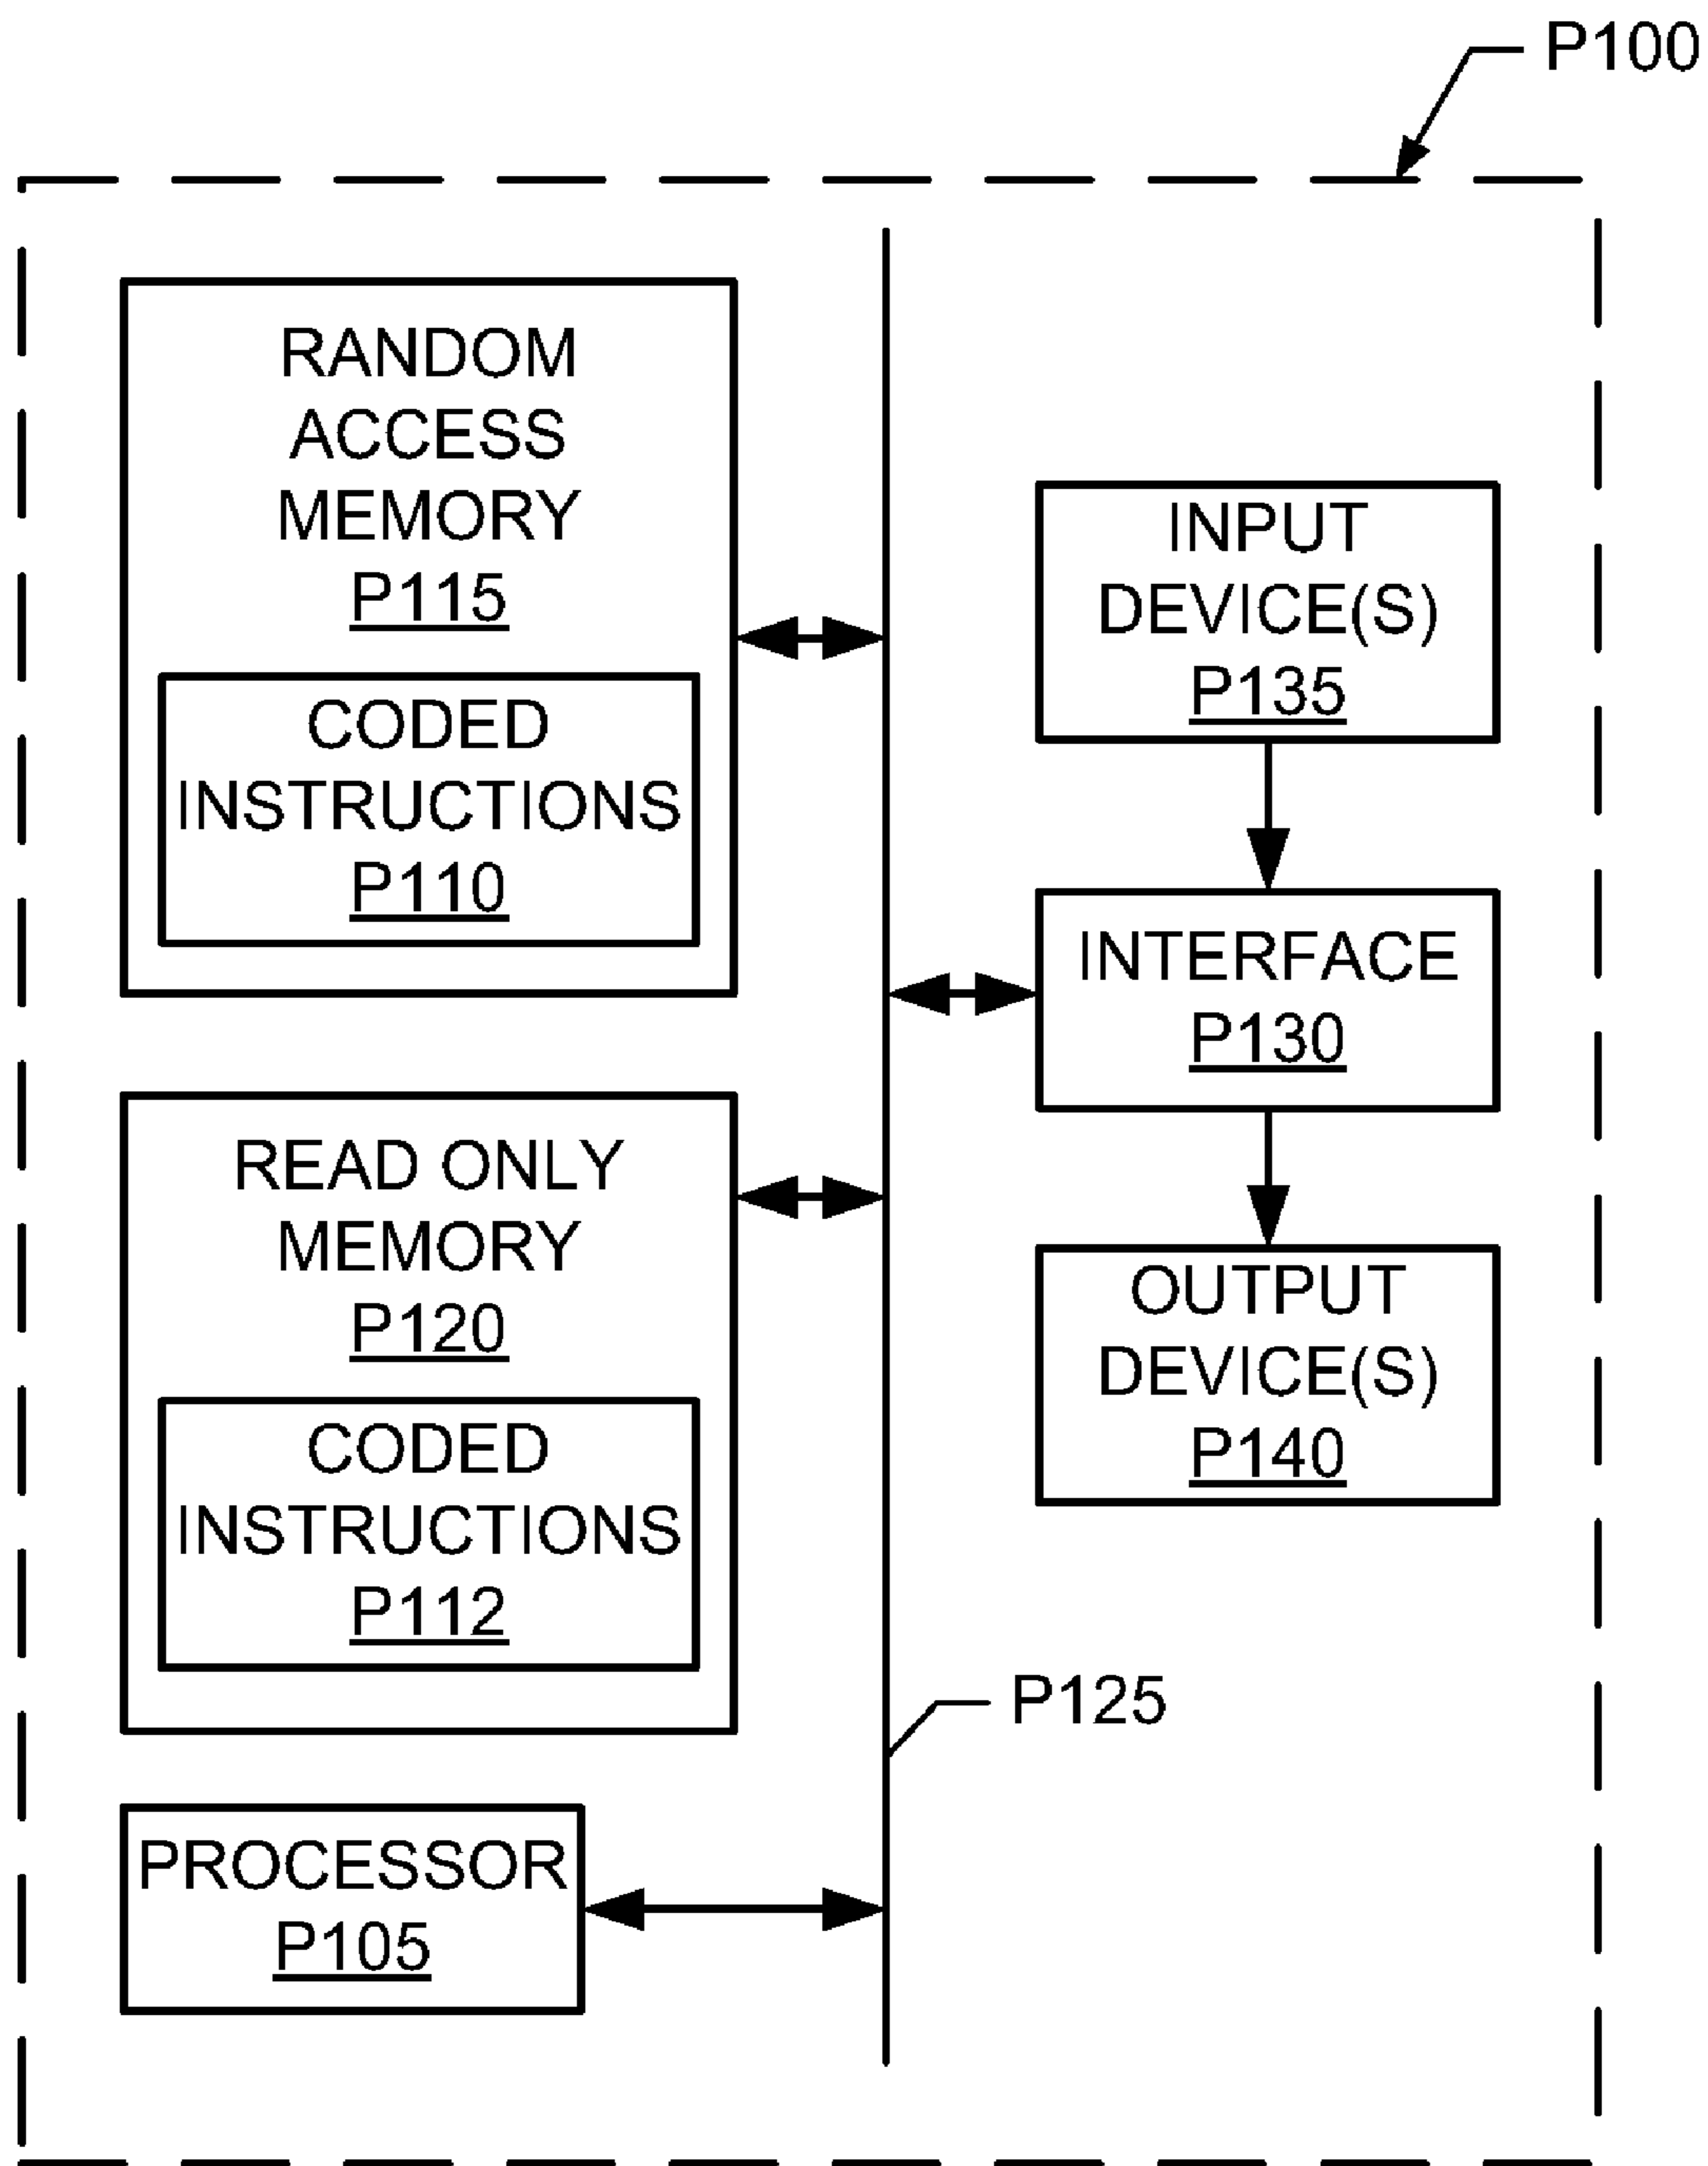 P100
RANDOM
ACCESS
MEMORY
P115
CODED
INSTRUCTIONS
P110
READ ONLY
MEMORY
P120
CODED
INSTRUCTIONS
P112
PROCESSOR
P105
INPUT
DEVICE(S)
P135
INTERFACE
P130
OUTPUT
DEVICE(S)
P140
P125